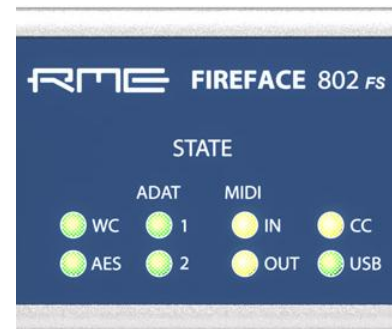 RME FIREFACE 802 FS
STATE
ADAT MIDI
WC 1 IN CC
AES 2 OUT USB